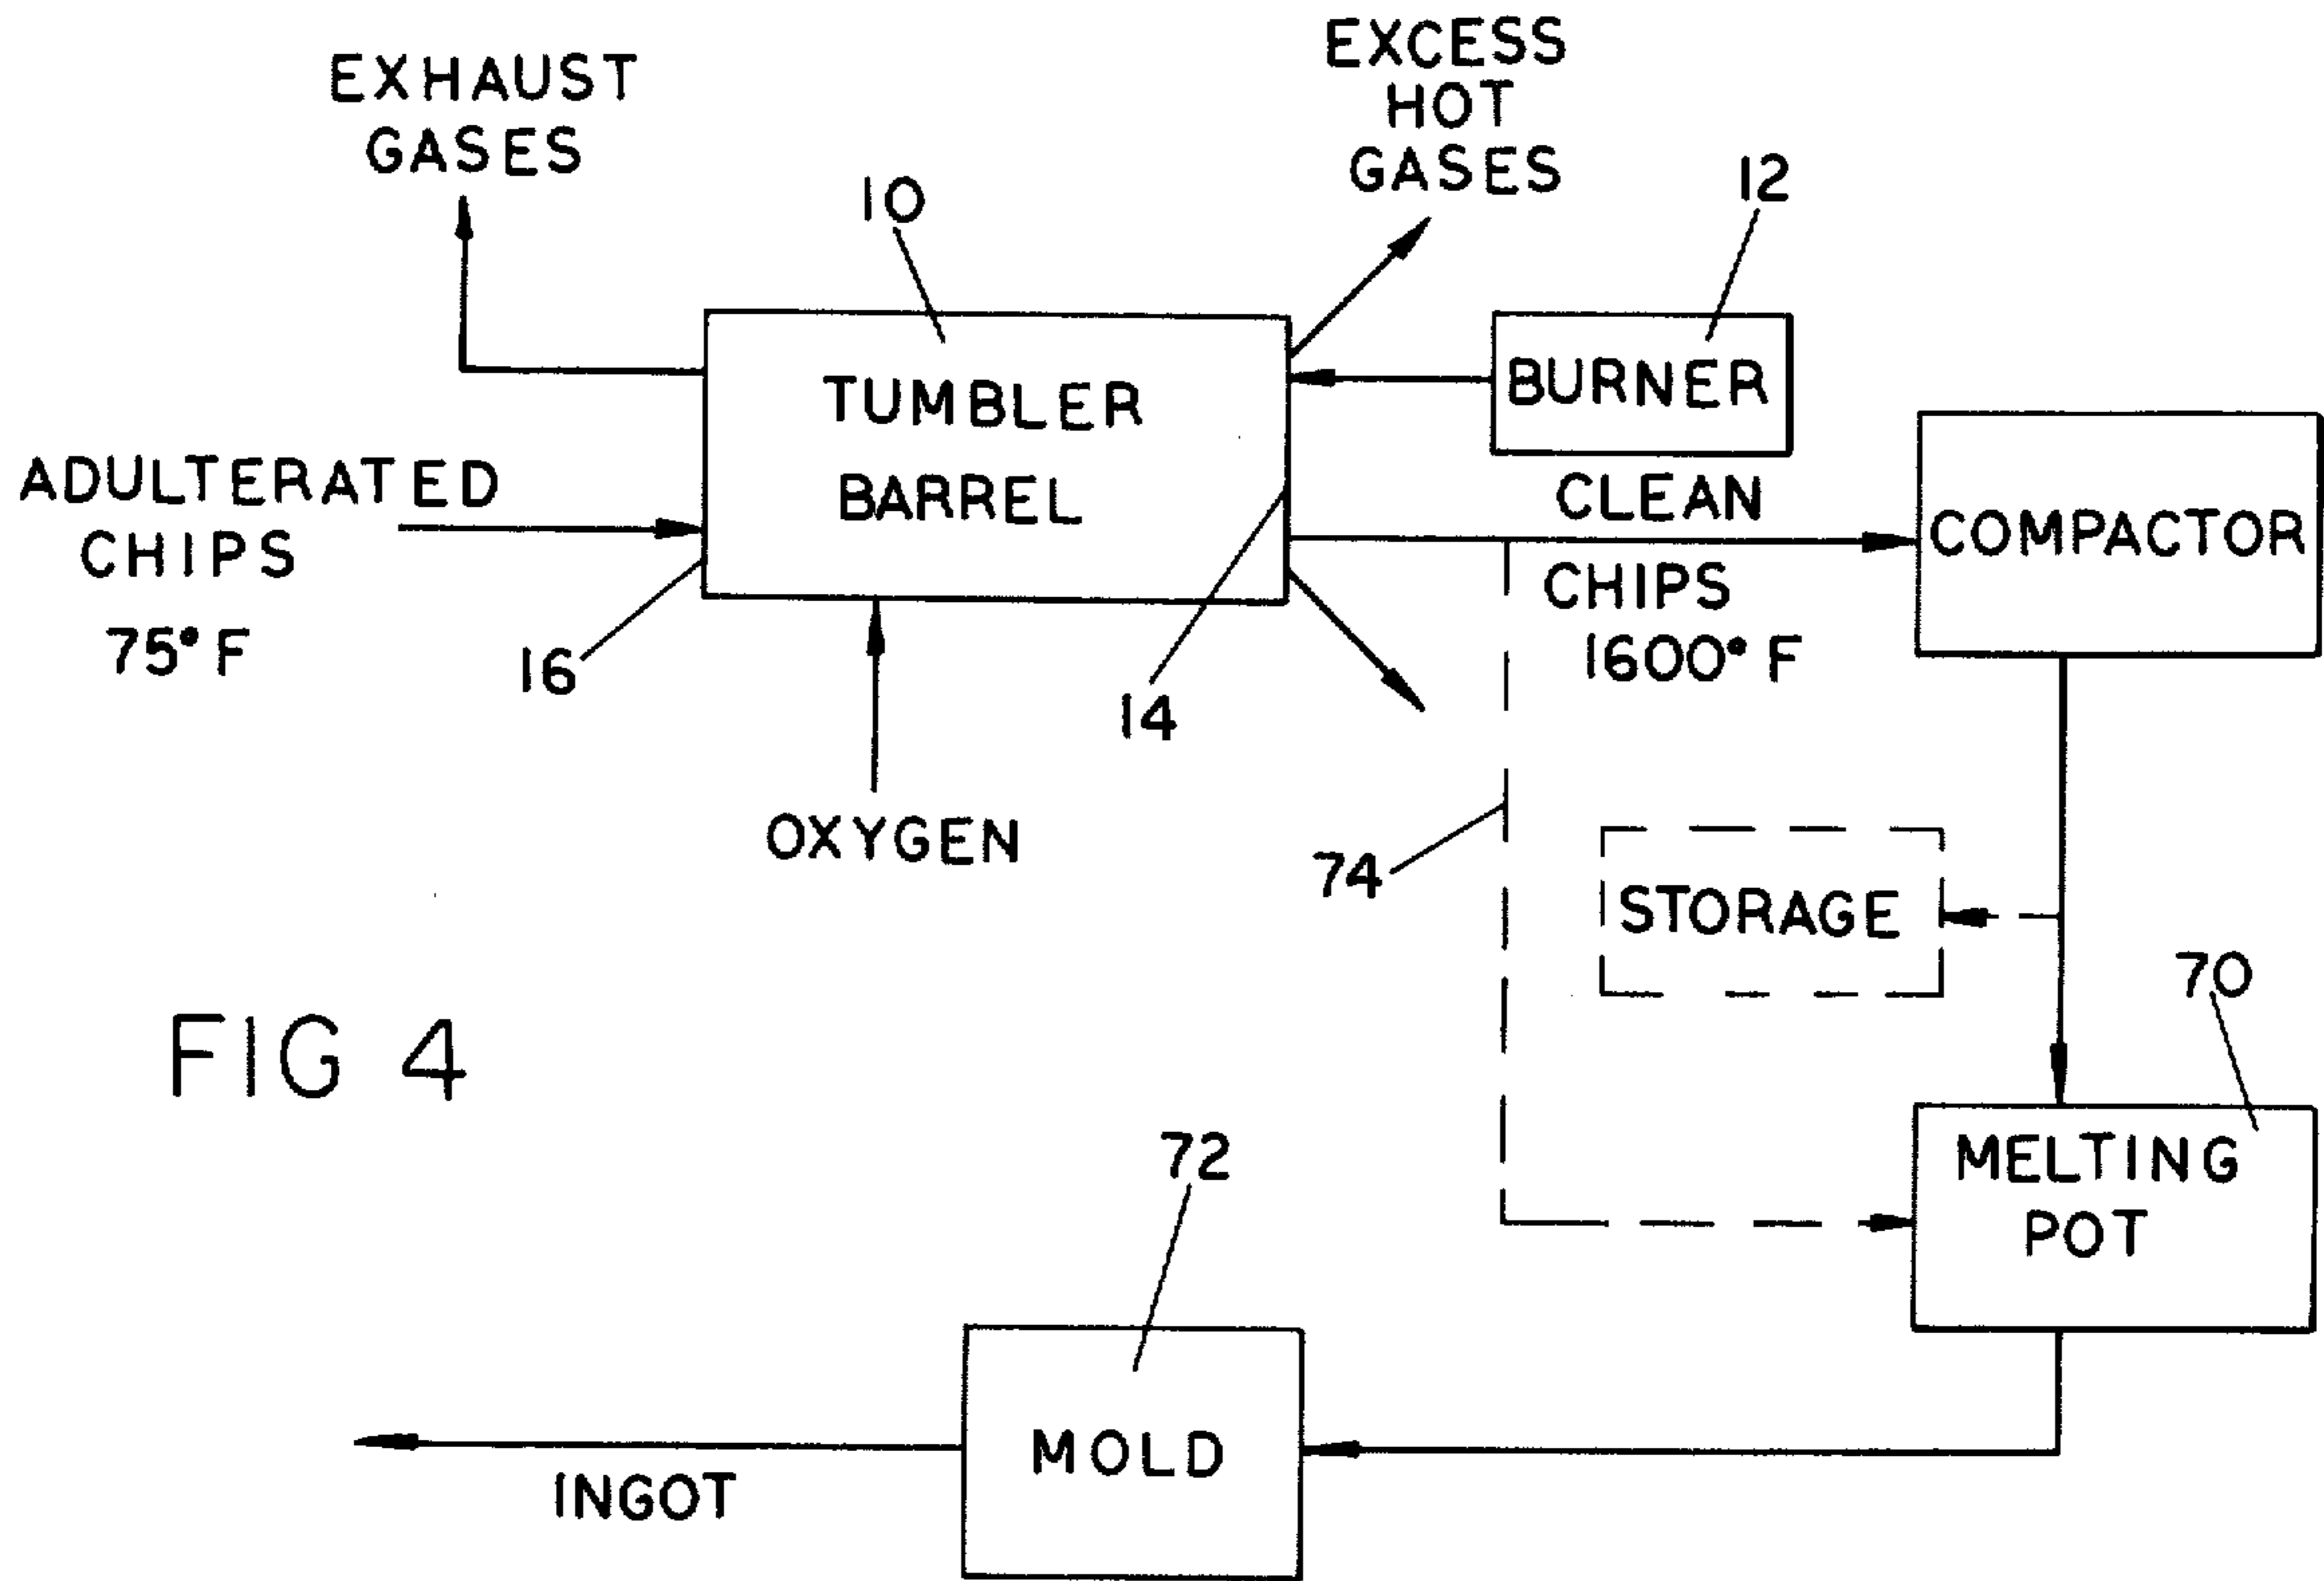 EXHAUST
GASES
EXCESS
HOT
GASES
10
12
TUMBLER
BARREL
BURNER
ADULTERATED
CHIPS
75° F
CLEAN
CHIPS
1600° F
COMPACTOR
16
14
OXYGEN
74
STORAGE
70
FIG 4
MELTING
POT
72
MOLD
INGOT